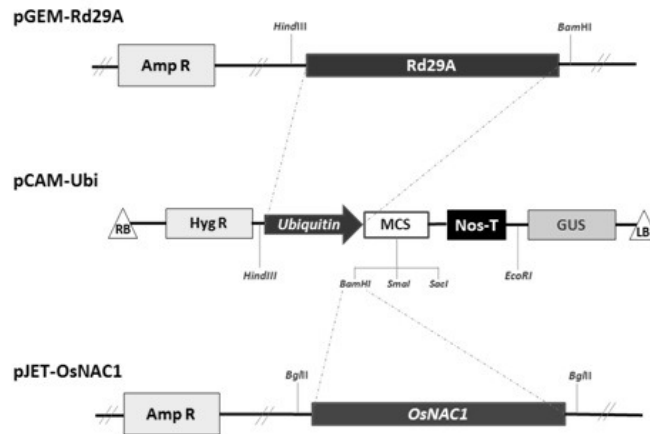 pGEM-Rd29A
HindIII
BamHI
Amp R
Rd29A
pCAM-Ubi
RB
Hyg R
Ubiquitin
MCS
Nos-T
GUS
LB
HindIII
BamHI
SmaI
SacI
EcoRI
pJET-OsNAC1
BglII
BglII
Amp R
OsNAC1